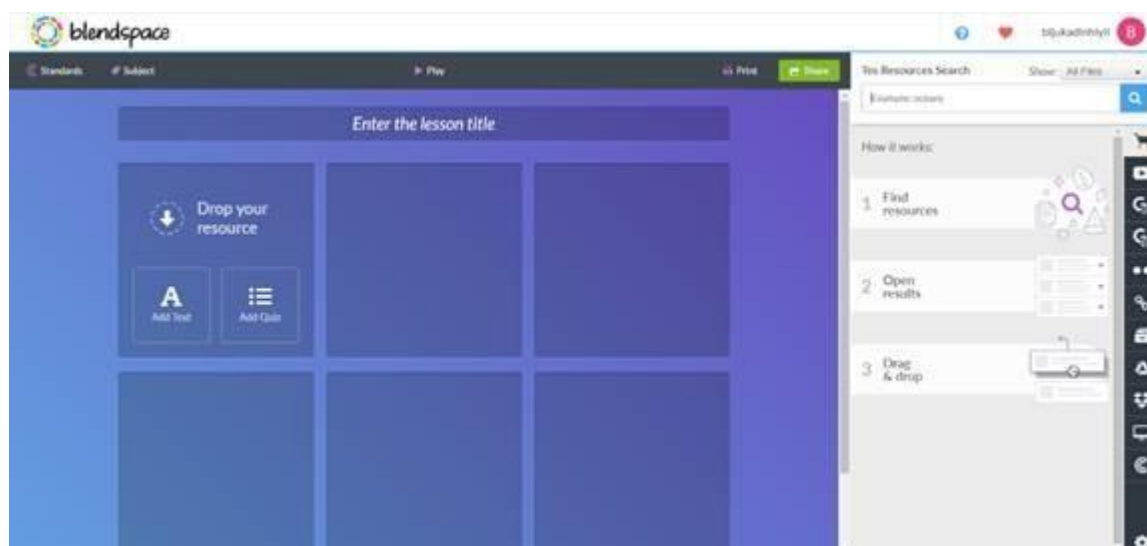 blendspace
Standards
# Subject
Play
Print
Share
Tes Resources Search
Show: All Files
Enter the lesson title
How it works:
Drop your
resource
A
Add Text
Add Quiz
1 Find
resources
2 Open
results
3 Drag
& drop
B